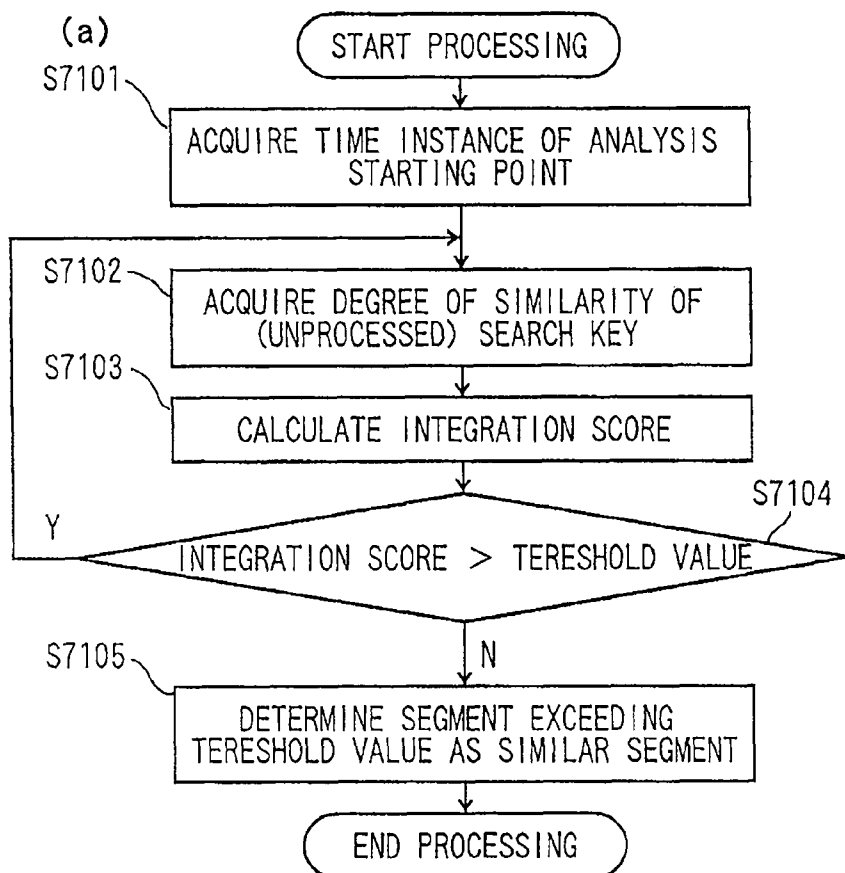 (a)
START PROCESSING
S7101
ACQUIRE TIME INSTANCE OF ANALYSIS
STARTING POINT
S7102
ACQUIRE DEGREE OF SIMILARITY OF
(UNPROCESSED) SEARCH KEY
S7103
CALCULATE INTEGRATION SCORE
S7104
Y
INTEGRATION SCORE > TERESHOLD VALUE
N
S7105
DETERMINE SEGMENT EXCEEDING
TERESHOLD VALUE AS SIMILAR SEGMENT
END PROCESSING